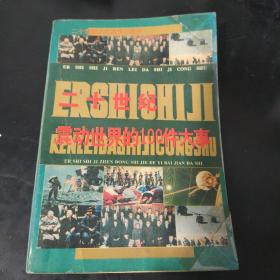 ER SHI SHI JI REN LEI DA SHI JI CONG SHU
ERSHISHIJI
二十世纪
震动世界的100件大事
RENLEIDASHIJICONGSHU
ER SHI SHI JI ZHEN DONG SHI JIE DE YI BAI JIAN DA SHI